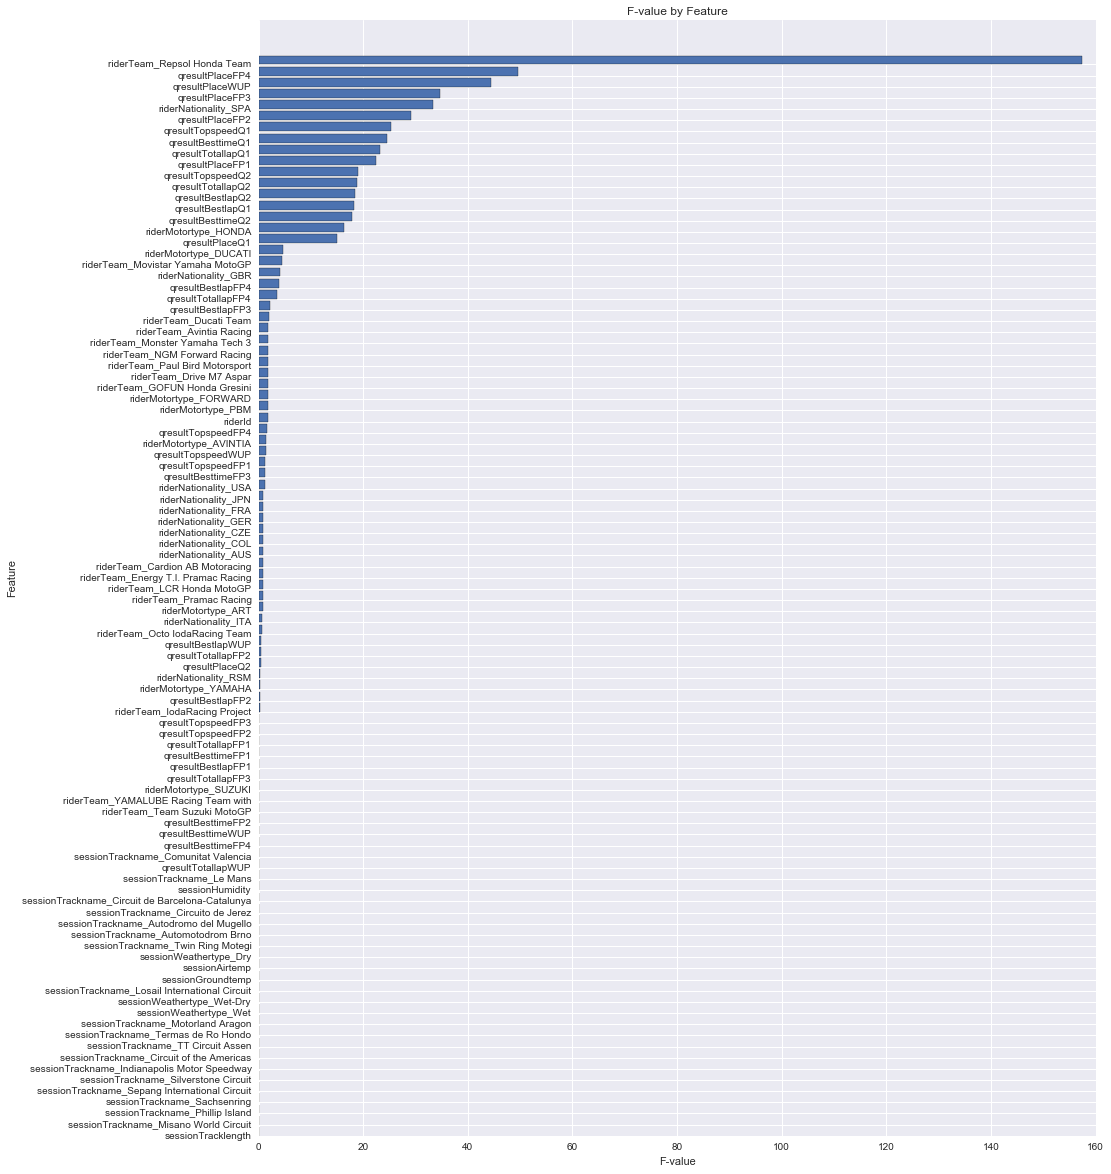 F-value by Feature
riderTeam_Repsol Honda Team
qresultPlaceFP4
qresultPlaceWUP
qresultPlaceFP3
riderNationality_SPA
qresultPlaceFP2
qresultTopspeedQ1
qresultBesttimeQ1
qresultTotallapQ1
qresultPlaceFP1
qresultTopspeedQ2
qresultTotallapQ2
qresultBestlapQ2
qresultBestlapQ1
qresultBesttimeQ2
riderMotortype_HONDA
qresultPlaceQ1
riderMotortype_DUCATI
riderTeam_Movistar Yamaha MotoGP
riderNationality_GBR
qresultBestlapFP4
qresultTotallapFP4
qresultBestlapFP3
riderTeam_Ducati Team
riderTeam_Avintia Racing
riderTeam_Monster Yamaha Tech 3
riderTeam_NGM Forward Racing
riderTeam_Paul Bird Motorsport
riderTeam_Drive M7 Aspar
riderTeam_GOFUN Honda Gresini
riderMotortype_FORWARD
riderMotortype_PBM
riderId
qresultTopspeedFP4
riderMotortype_AVINTIA
qresultTopspeedWUP
qresultTopspeedFP1
qresultBesttimeFP3
riderNationality_USA
riderNationality_JPN
riderNationality_FRA
riderNationality_GER
riderNationality_CZE
riderNationality_COL
riderNationality_AUS
riderTeam_Cardion AB Motoracing
riderTeam_Energy T.I. Pramac Racing
riderTeam_LCR Honda MotoGP
riderTeam_Pramac Racing
riderMotortype_ART
riderNationality_ITA
riderTeam_Octo IodaRacing Team
qresultBestlapWUP
qresultTotallapFP2
qresultPlaceQ2
riderNationality_RSM
riderMotortype_YAMAHA
qresultBestlapFP2
riderTeam_IodaRacing Project
qresultTopspeedFP3
qresultTopspeedFP2
qresultTotallapFP1
qresultBesttimeFP1
qresultBestlapFP1
qresultTotallapFP3
riderMotortype_SUZUKI
riderTeam_YAMALUBE Racing Team with
riderTeam_Team Suzuki MotoGP
qresultBesttimeFP2
qresultBesttimeWUP
qresultBesttimeFP4
sessionTrackname_Comunitat Valencia
qresultTotallapWUP
sessionTrackname_Le Mans
sessionHumidity
sessionTrackname_Circuit de Barcelona-Catalunya
sessionTrackname_Circuito de Jerez
sessionTrackname_Autodromo del Mugello
sessionTrackname_Automotodrom Brno
sessionTrackname_Twin Ring Motegi
sessionWeathertype_Dry
sessionAirtemp
sessionGroundtemp
sessionTrackname_Losail International Circuit
sessionWeathertype_Wet-Dry
sessionWeathertype_Wet
sessionTrackname_Motorland Aragon
sessionTrackname_Termas de Ro Hondo
sessionTrackname_TT Circuit Assen
sessionTrackname_Circuit of the Americas
sessionTrackname_Indianapolis Motor Speedway
sessionTrackname_Silverstone Circuit
sessionTrackname_Sepang International Circuit
sessionTrackname_Sachsenring
sessionTrackname_Phillip Island
sessionTrackname_Misano World Circuit
sessionTracklength
Feature
0 20 40 60 80 100 120 140 160
F-value